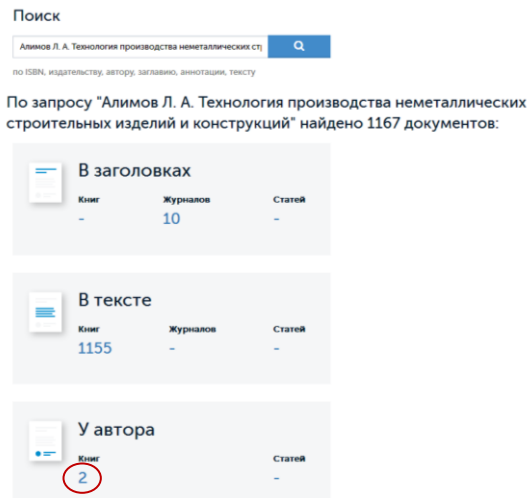 Поиск
Алимов Л. А. Технология производства неметаллических ст
по ISBN, издательству, автору, заглавию, аннотации, тексту
По запросу "Алимов Л. А. Технология производства неметаллических
строительных изделий и конструкций" найдено 1167 документов:
В заголовках
Книг Журналов Статей
- 10 -
В тексте
Книг Журналов Статей
1155 - -
У автора
Книг Статей
2 -